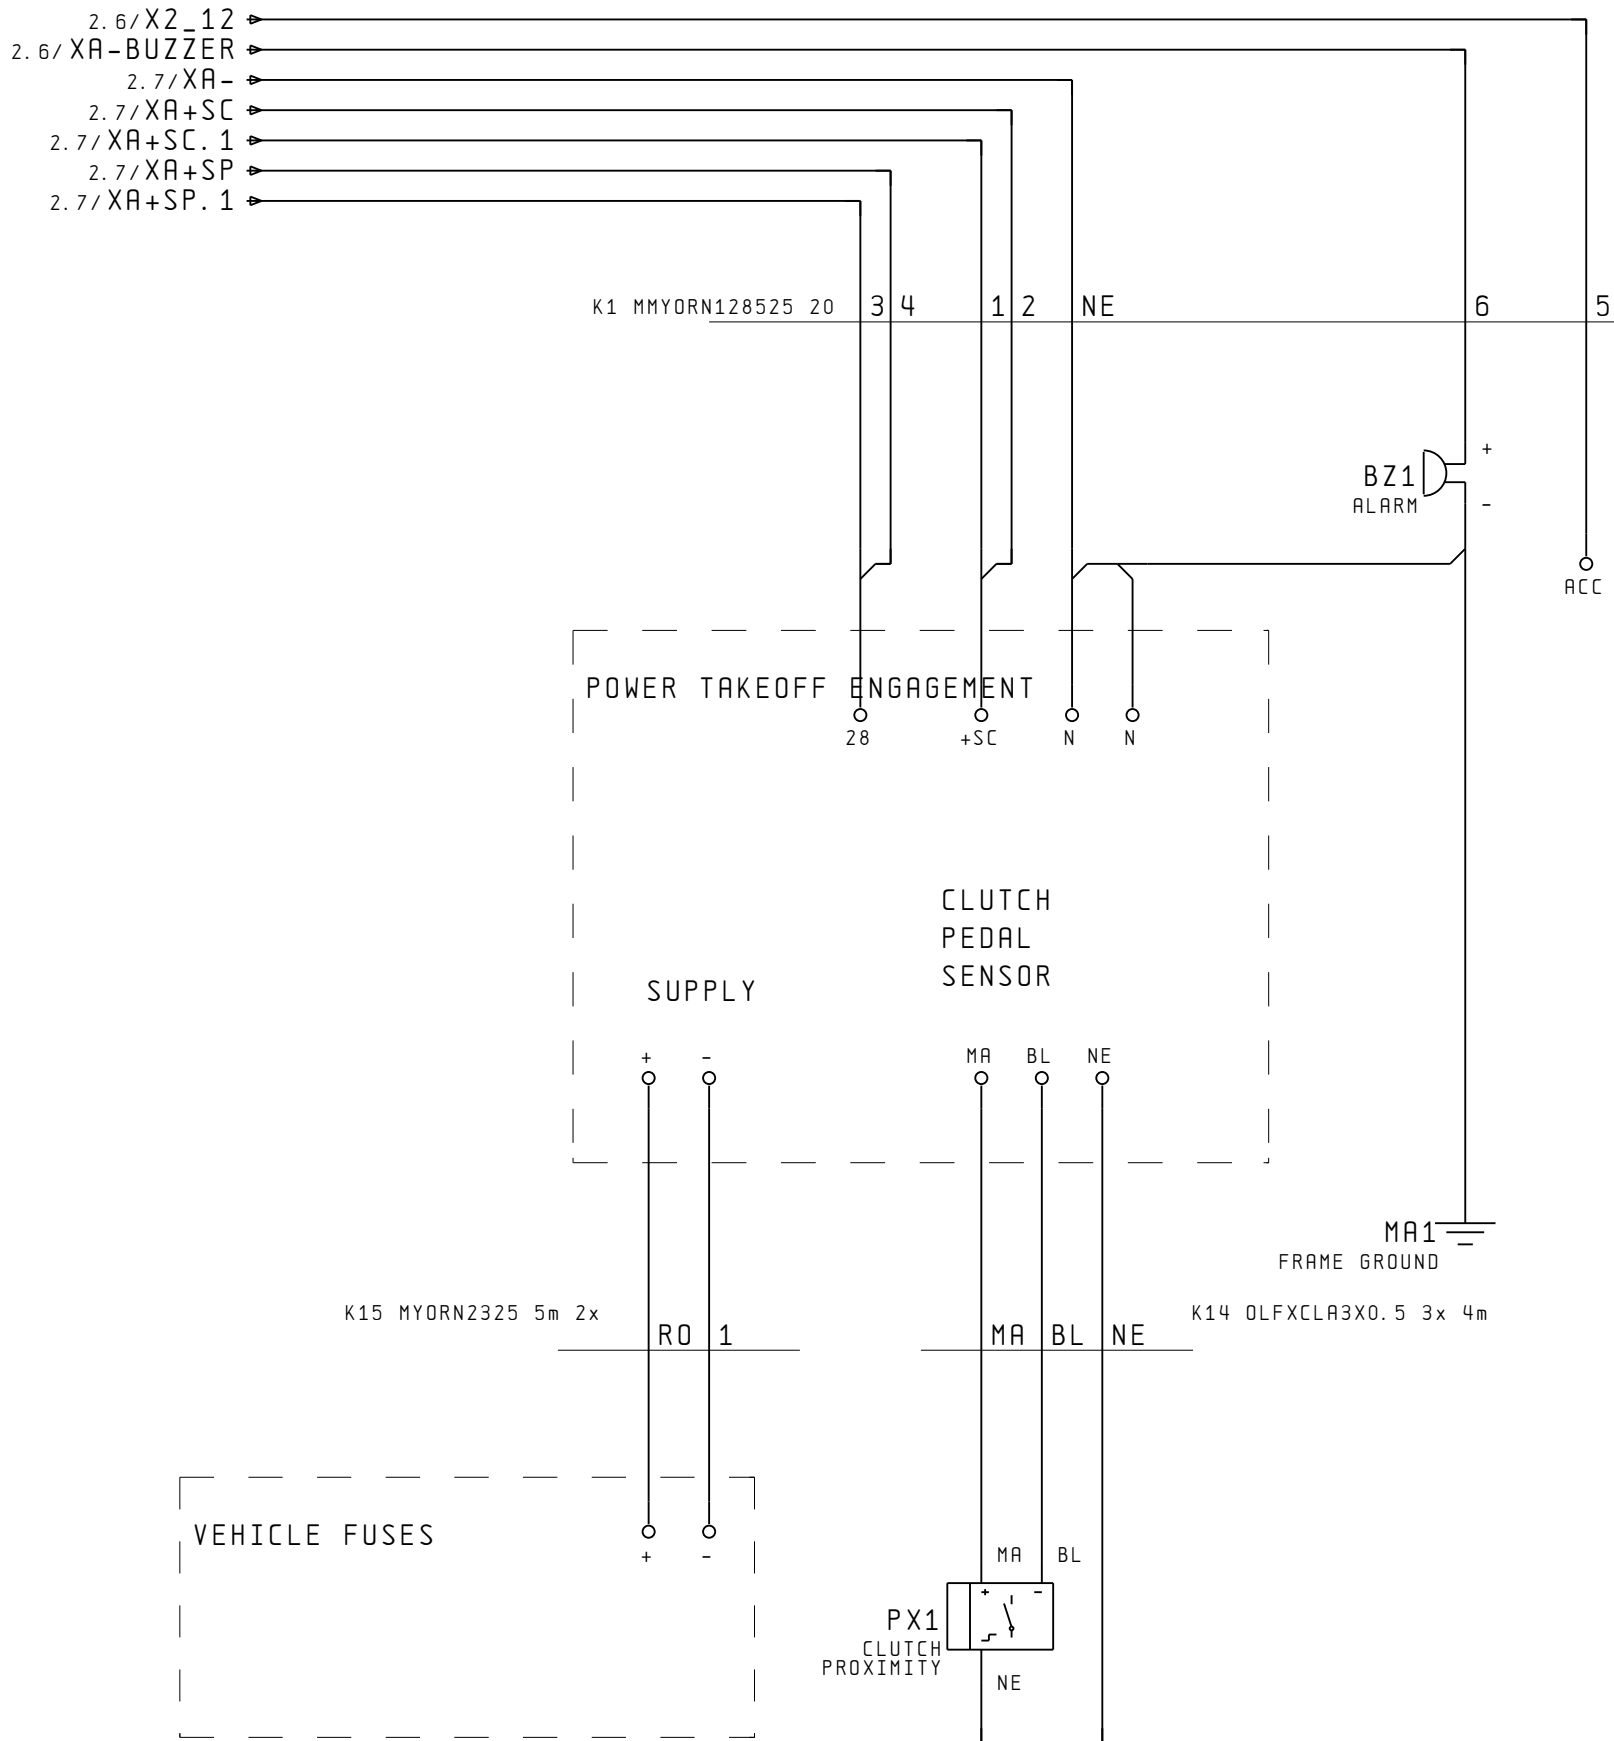 2.6/X2_12
2.6/XA-BUZZER
2.7/XA-
2.7/XA+SC
2.7/XA+SC.1
2.7/XA+SP
2.7/XA+SP.1
K1 MMYORN128525 20 3 4 1 2 NE 6 5
+
BZ1
ALARM
-
ACC
POWER TAKEOFF ENGAGEMENT
28 +SC N N
CLUTCH
PEDAL
SENSOR
SUPPLY
+ - MA BL NE
MA1
FRAME GROUND
K15 MYORN2325 5m 2x
RO 1
K14 OLFXCLA3X0.5 3x 4m
MA BL NE
VEHICLE FUSES
+ -
MA BL
+ -
PX1
CLUTCH
PROXIMITY
NE